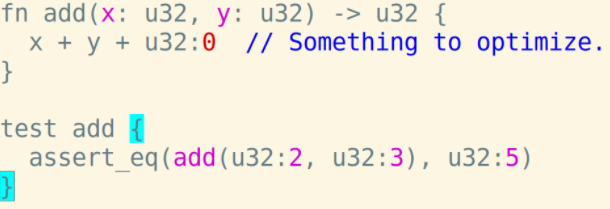 fn add(x: u32, y: u32) -> u32 {
  x + y + u32:0  // Something to optimize.
}

test add {
  assert_eq(add(u32:2, u32:3), u32:5)
}